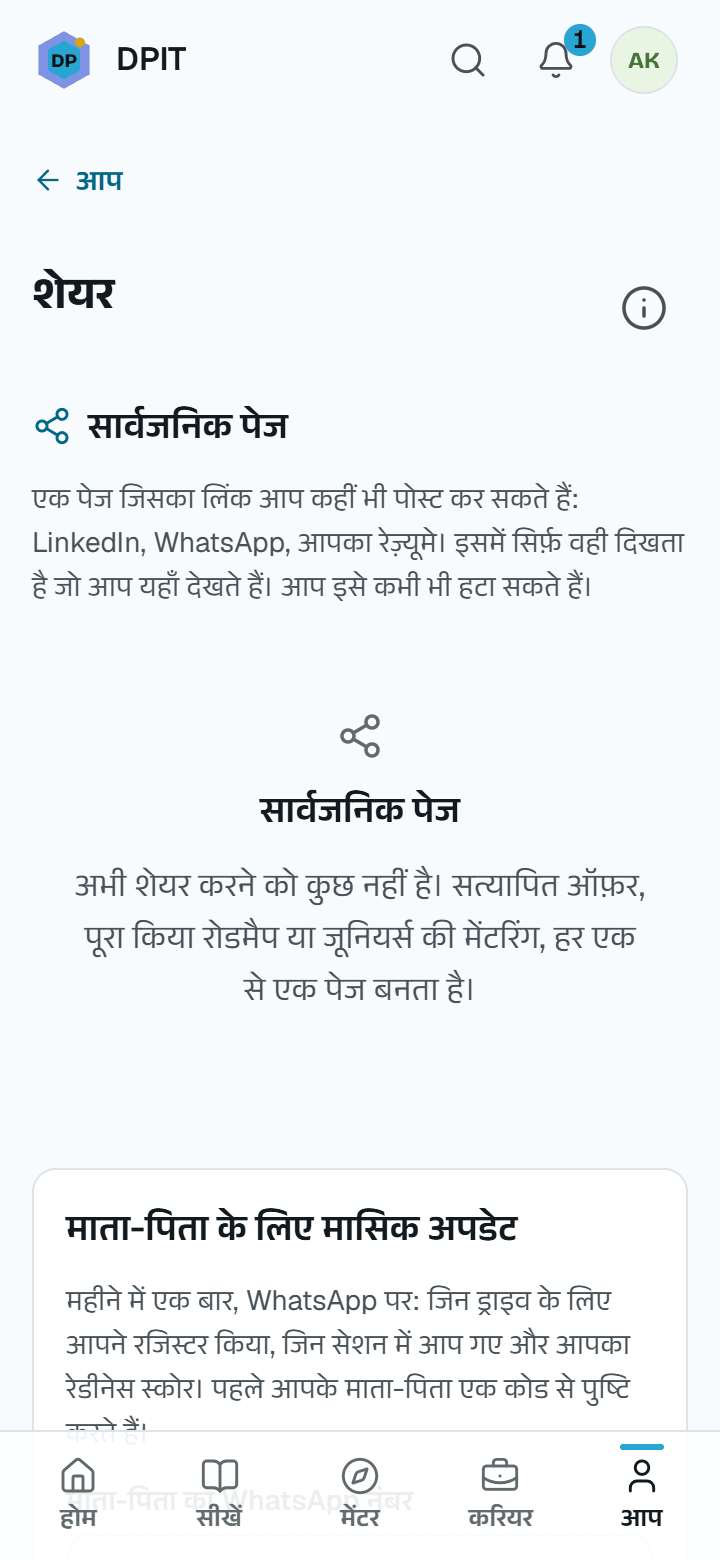 DP
DPIT
1
AK
आप
शेयर
सार्वजनिक पेज
एक पेज जिसका लिंक आप कहीं भी पोस्ट कर सकते हैं:
LinkedIn, WhatsApp, आपका रेज़्यूमे। इसमें सिर्फ़ वही दिखता
है जो आप यहाँ देखते हैं। आप इसे कभी भी हटा सकते हैं।
सार्वजनिक पेज
अभी शेयर करने को कुछ नहीं है। सत्यापित ऑफ़र,
पूरा किया रोडमैप या जूनियर्स की मेंटरिंग, हर एक
से एक पेज बनता है।
माता-पिता के लिए मासिक अपडेट
महीने में एक बार, WhatsApp पर: जिन ड्राइव के लिए
आपने रजिस्टर किया, जिन सेशन में आप गए और आपका
रेडीनेस स्कोर। पहले आपके माता-पिता एक कोड से पुष्टि
करते हैं।
माता-पिता का WhatsApp नंबर
होम
सीखें
मेंटर
करियर
आप